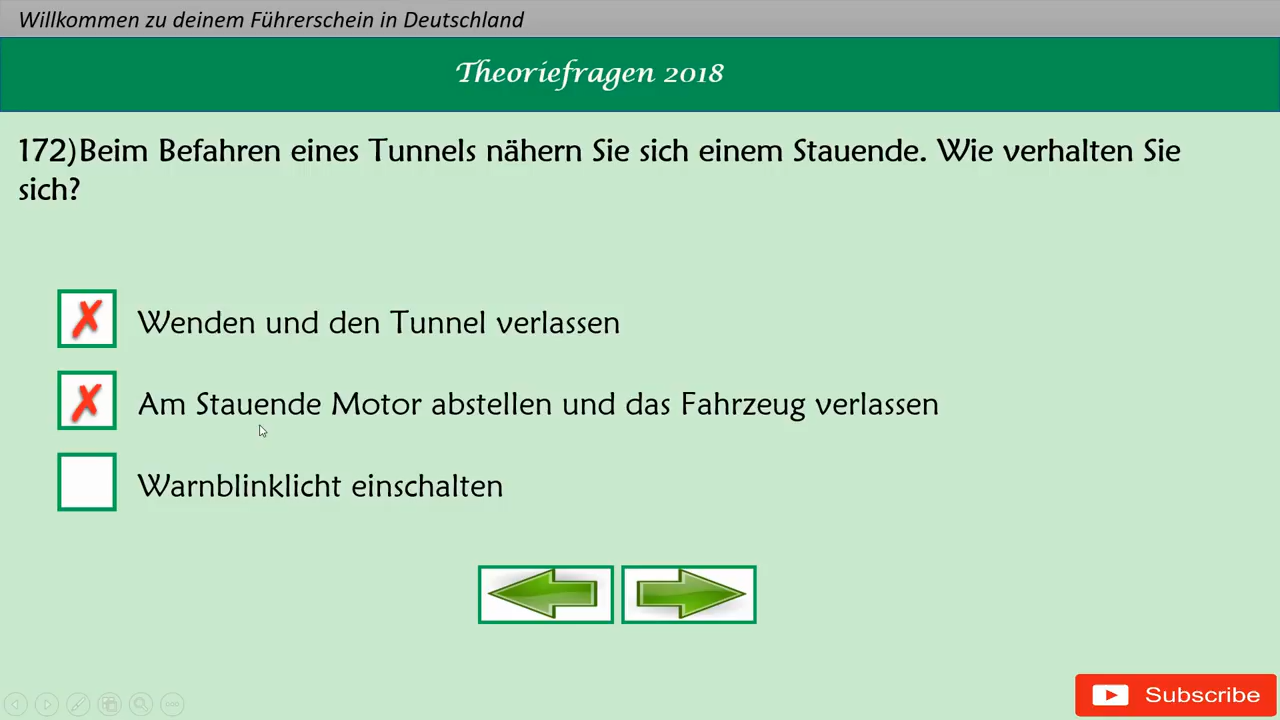 Willkommen zu deinem Führerschein in Deutschland
Theoriefragen 2018
172)Beim Befahren eines Tunnels nähern Sie sich einem Stauende. Wie verhalten Sie
sich?
Wenden und den Tunnel verlassen
Am Stauende Motor abstellen und das Fahrzeug verlassen
Warnblinklicht einschalten
Subscribe